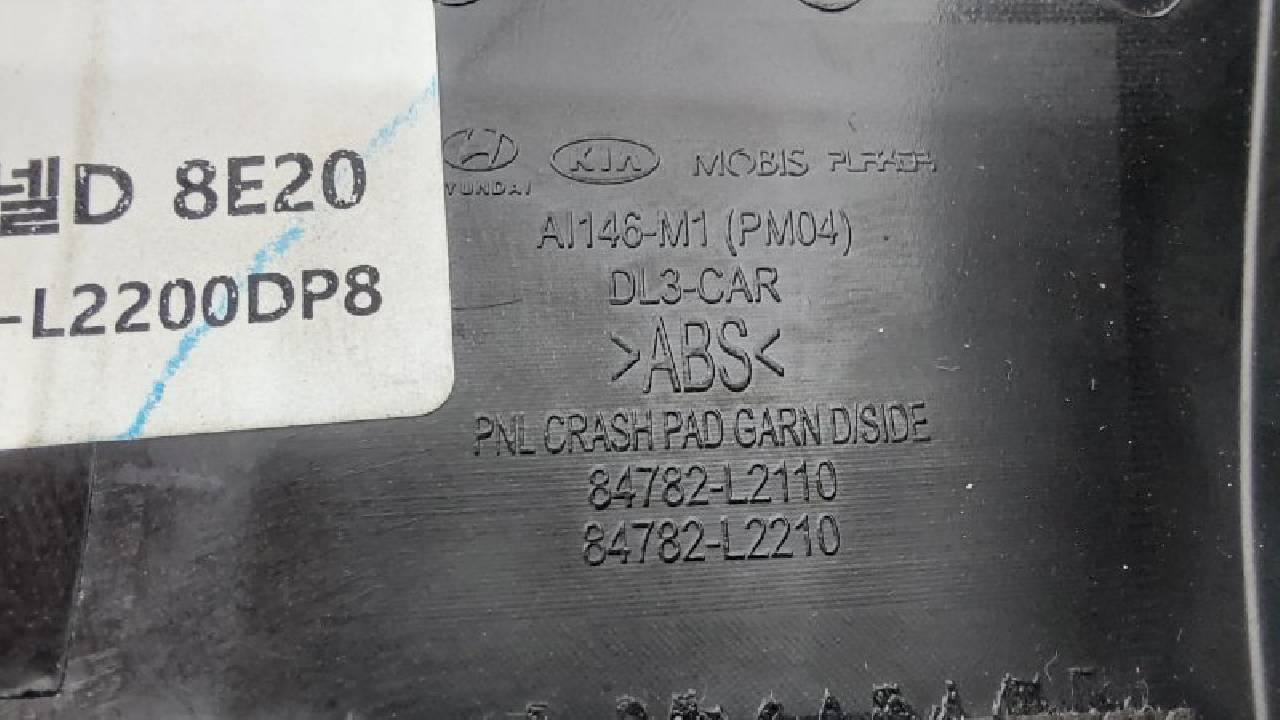 넬D 8E20
-L2200DP8
HYUNDAI KIA MOBIS
AI146-M1 (PM04)
DL3-CAR
>ABS<
PNL CRASH PAD GARN D/SIDE
84782-L2110
84782-L2210